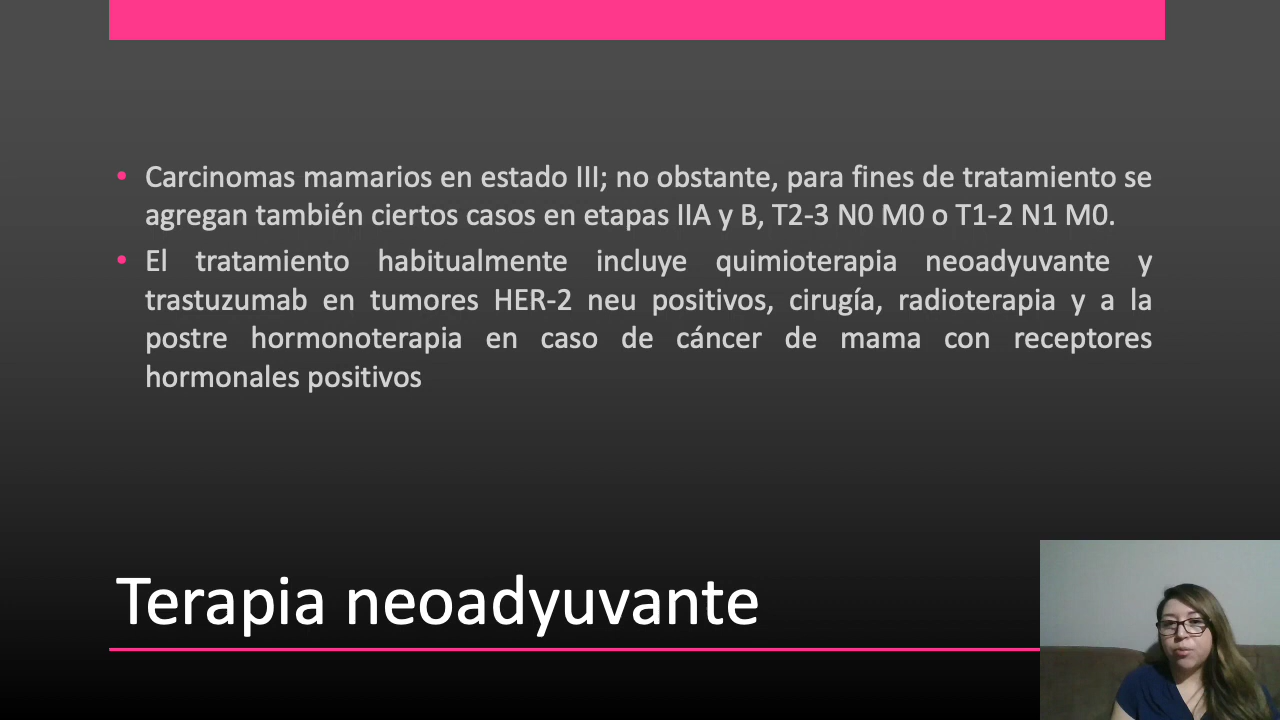 Carcinomas mamarios en estado III; no obstante, para fines de tratamiento se
agregan también ciertos casos en etapas IIA y B, T2-3 N0 M0 o T1-2 N1 M0.
El tratamiento habitualmente incluye quimioterapia neoadyuvante y
trastuzumab en tumores HER-2 neu positivos, cirugía, radioterapia y a la
postre hormonoterapia en caso de cáncer de mama con receptores
hormonales positivos
Terapia neoadyuvante